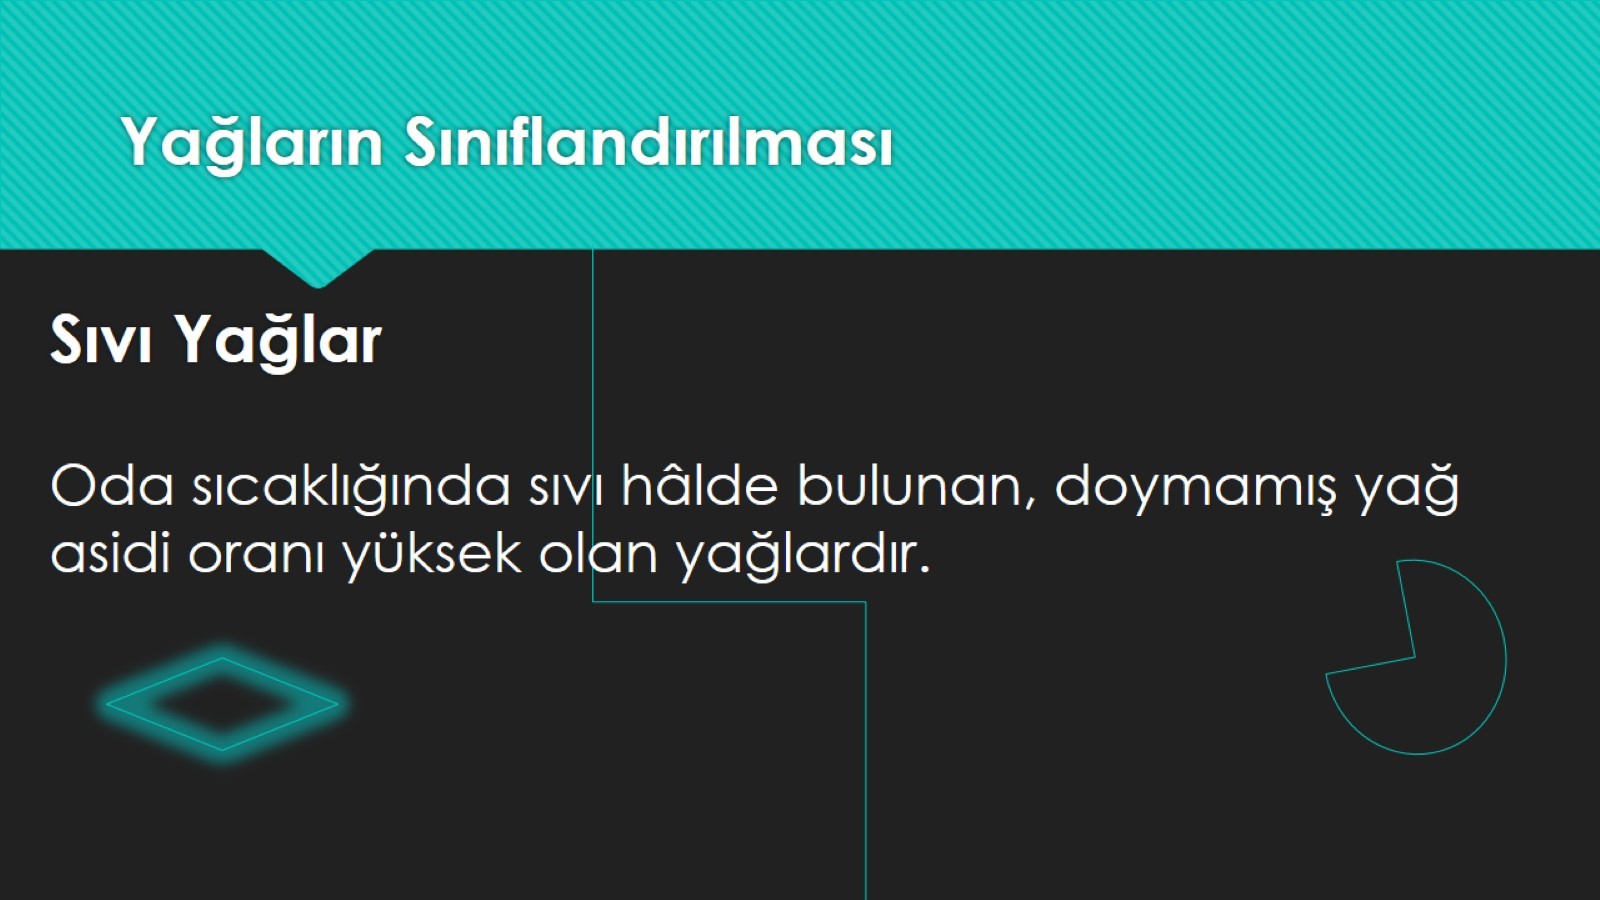 Yağların Sınıflandırılması
Sıvı Yağlar
Oda sıcaklığında sıvı hâlde bulunan, doymamış yağ
asidi oranı yüksek olan yağlardır.